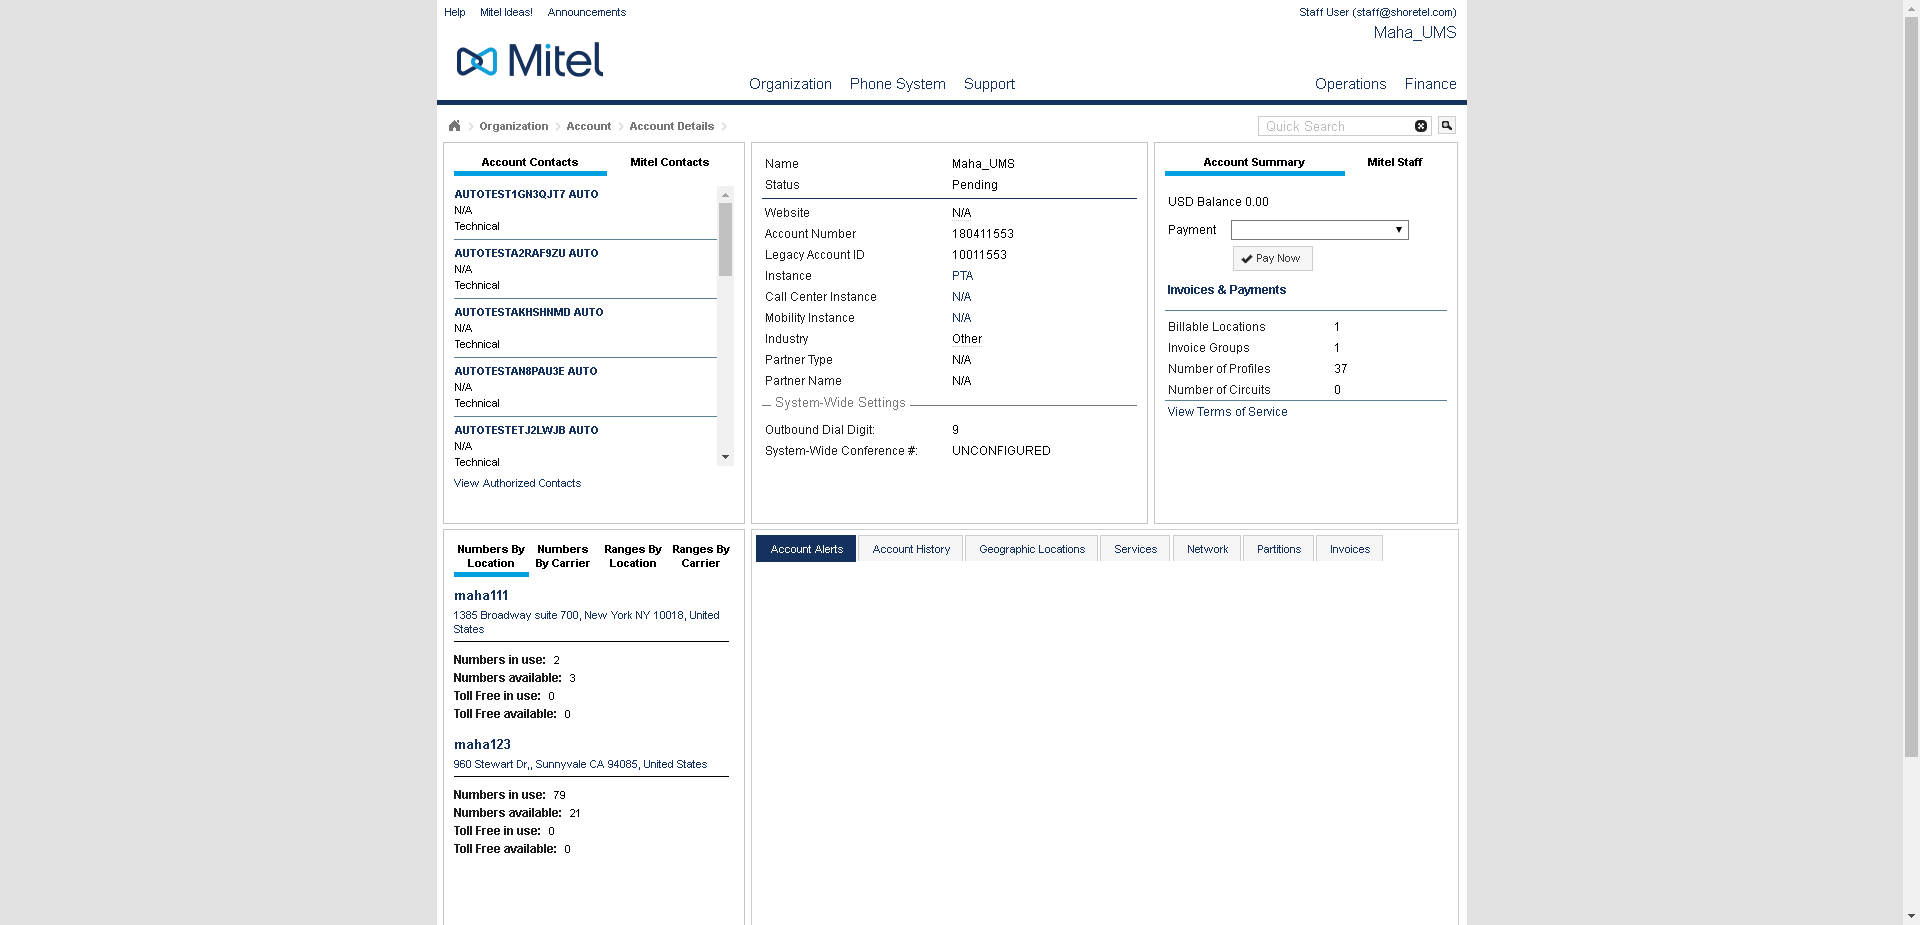 Help Mitel Ideas! Announcements
Staff User (staff@shoretel.com)
Maha_UMS
Mitel
Organization Phone System Support Operations Finance
Organization Account Account Details
Quick Search
Account Contacts Mitel Contacts
AUTOTEST1GN3QJT7 AUTO
N/A
Technical
AUTOTESTA2RAF9ZU AUTO
N/A
Technical
AUTOTESTAKHSHNMD AUTO
N/A
Technical
AUTOTESTAN8PAU3E AUTO
N/A
Technical
AUTOTESTETJ2LWJB AUTO
N/A
Technical
View Authorized Contacts
Name Maha_UMS
Status Pending
Website N/A
Account Number 180411553
Legacy Account ID 10011553
Instance PTA
Call Center Instance N/A
Mobility Instance N/A
Industry Other
Partner Type N/A
Partner Name N/A
System-Wide Settings
Outbound Dial Digit: 9
System-Wide Conference #: UNCONFIGURED
Account Summary Mitel Staff
USD Balance 0.00
Payment
Pay Now
Invoices & Payments
Billable Locations 1
Invoice Groups 1
Number of Profiles 37
Number of Circuits 0
View Terms of Service
Numbers By Location Numbers By Carrier Ranges By Location Ranges By Carrier
maha111
1385 Broadway suite 700, New York NY 10018, United
States
Numbers in use: 2
Numbers available: 3
Toll Free in use: 0
Toll Free available: 0
maha123
960 Stewart Dr,, Sunnyvale CA 94085, United States
Numbers in use: 79
Numbers available: 21
Toll Free in use: 0
Toll Free available: 0
Account Alerts Account History Geographic Locations Services Network Partitions Invoices